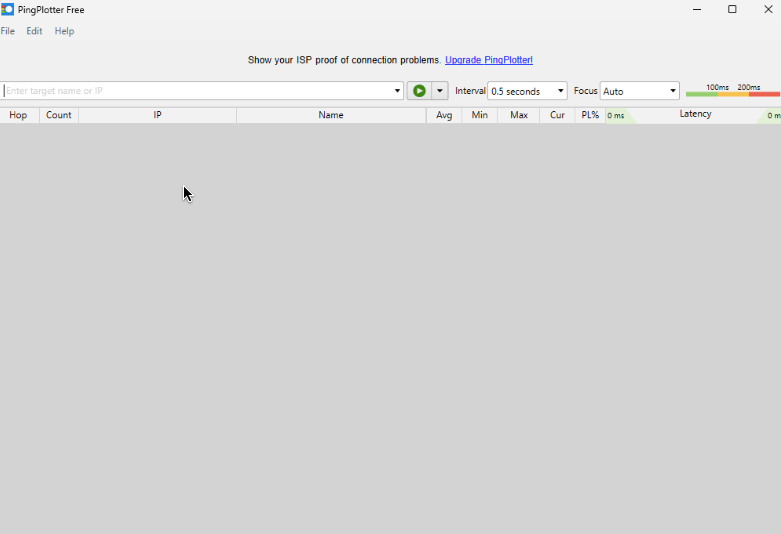 PingPlotter Free
File Edit Help
Show your ISP proof of connection problems. Upgrade PingPlotter!
Enter target name or IP Interval 0.5 seconds Focus Auto 100ms 200ms
Hop Count IP Name Avg Min Max Cur PL% 0 ms Latency 0 m